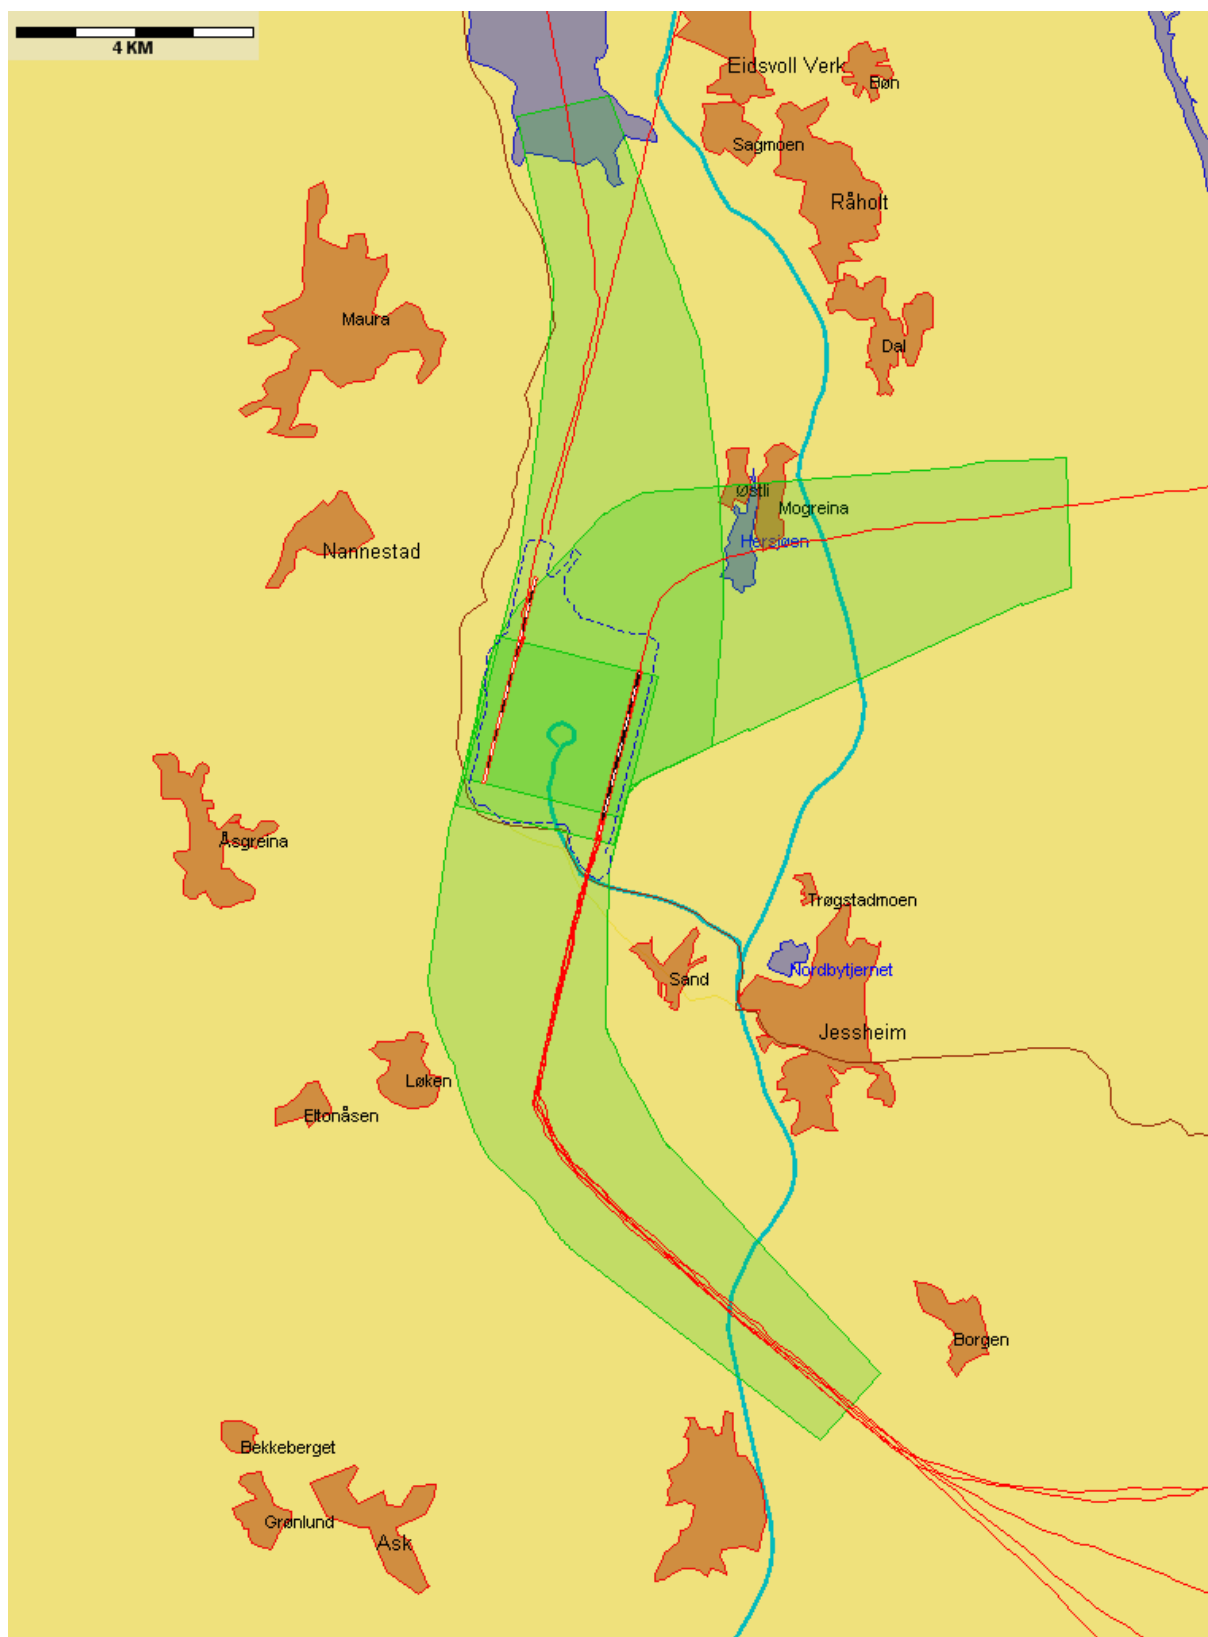 4 KM
Eidsvoll Verk
Bøn
Sagmoen
Råholt
Maura
Dal
Østli
Mogreina
Hersjøen
Nannestad
Åsgreina
Trøgstadmoen
Nordbytjernet
Sand
Jessheim
Løken
Eltonåsen
Borgen
Bekkeberget
Grønlund
Ask